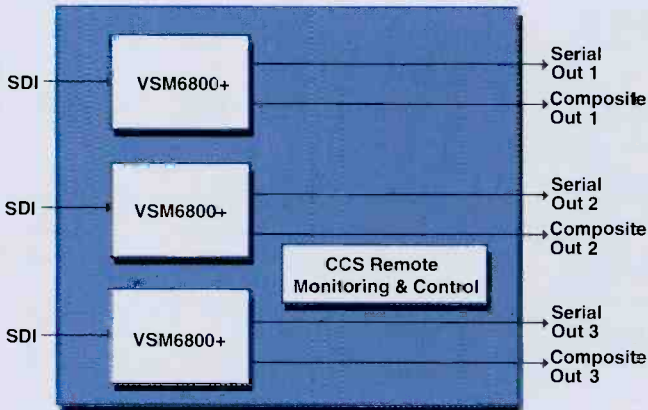 Serial
Out 1
SDI
VSM6800+
Composite
Out 1
Serial
Out 2
SDI
VSM6800+
Composite
Out 2
CCS Remote
Monitoring & Control
Serial
Out 3
SDI
VSM6800+
Composite
Out 3